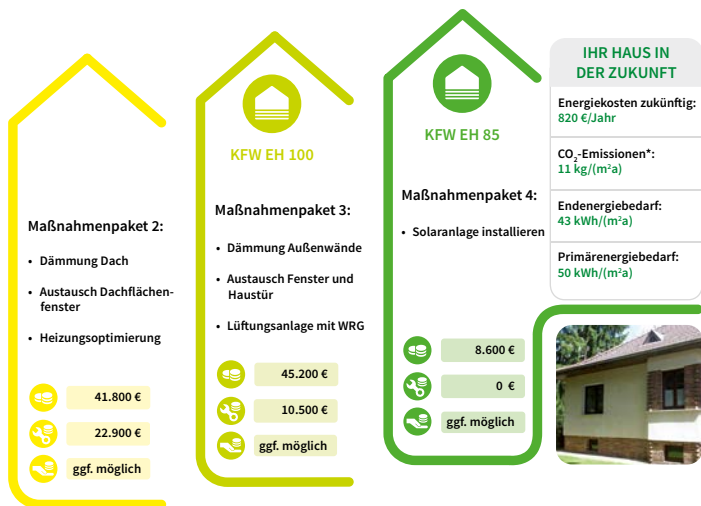 Maßnahmenpaket 2:
• Dämmung Dach
• Austausch Dachflächen-
fenster
• Heizungsoptimierung
41.800 €
22.900 €
ggf. möglich
KFW EH 100
Maßnahmenpaket 3:
• Dämmung Außenwände
• Austausch Fenster und
Haustür
• Lüftungsanlage mit WRG
45.200 €
10.500 €
ggf. möglich
KFW EH 85
Maßnahmenpaket 4:
• Solaranlage installieren
8.600 €
0 €
ggf. möglich
IHR HAUS IN
DER ZUKUNFT
Energiekosten zukünftig:
820 €/Jahr
CO₂-Emissionen*:
11 kg/(m²a)
Endenergiebedarf:
43 kWh/(m²a)
Primärenergiebedarf:
50 kWh/(m²a)